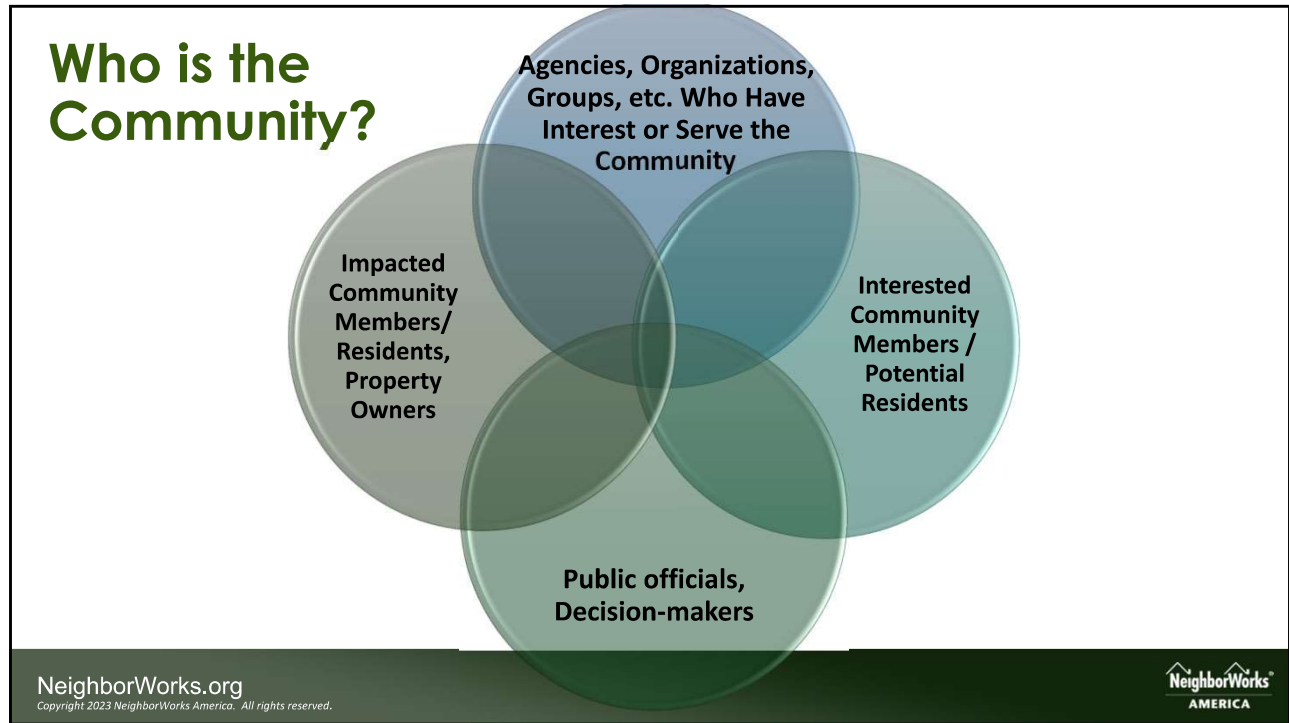 Who is the
Community?
Agencies, Organizations,
Groups, etc. Who Have
Interest or Serve the
Community
Impacted
Community
Members/
Residents,
Property
Owners
Interested
Community
Members /
Potential
Residents
Public officials,
Decision-makers
NeighborWorks.org
Copyright 2023 NeighborWorks America. All rights reserved.
NeighborWorks®
AMERICA